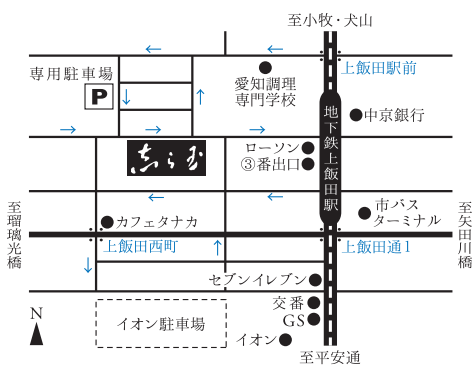 至小牧・犬山
上飯田駅前
専用駐車場
P
愛知調理
専門学校
中京銀行
地下鉄上飯田駅
志ら玉
ローソン
③番出口
至瑠璃光橋
カフェタナカ
市バス
ターミナル
至矢田川橋
上飯田西町
上飯田通1
セブンイレブン
交番
GS
N
イオン駐車場
イオン
至平安通